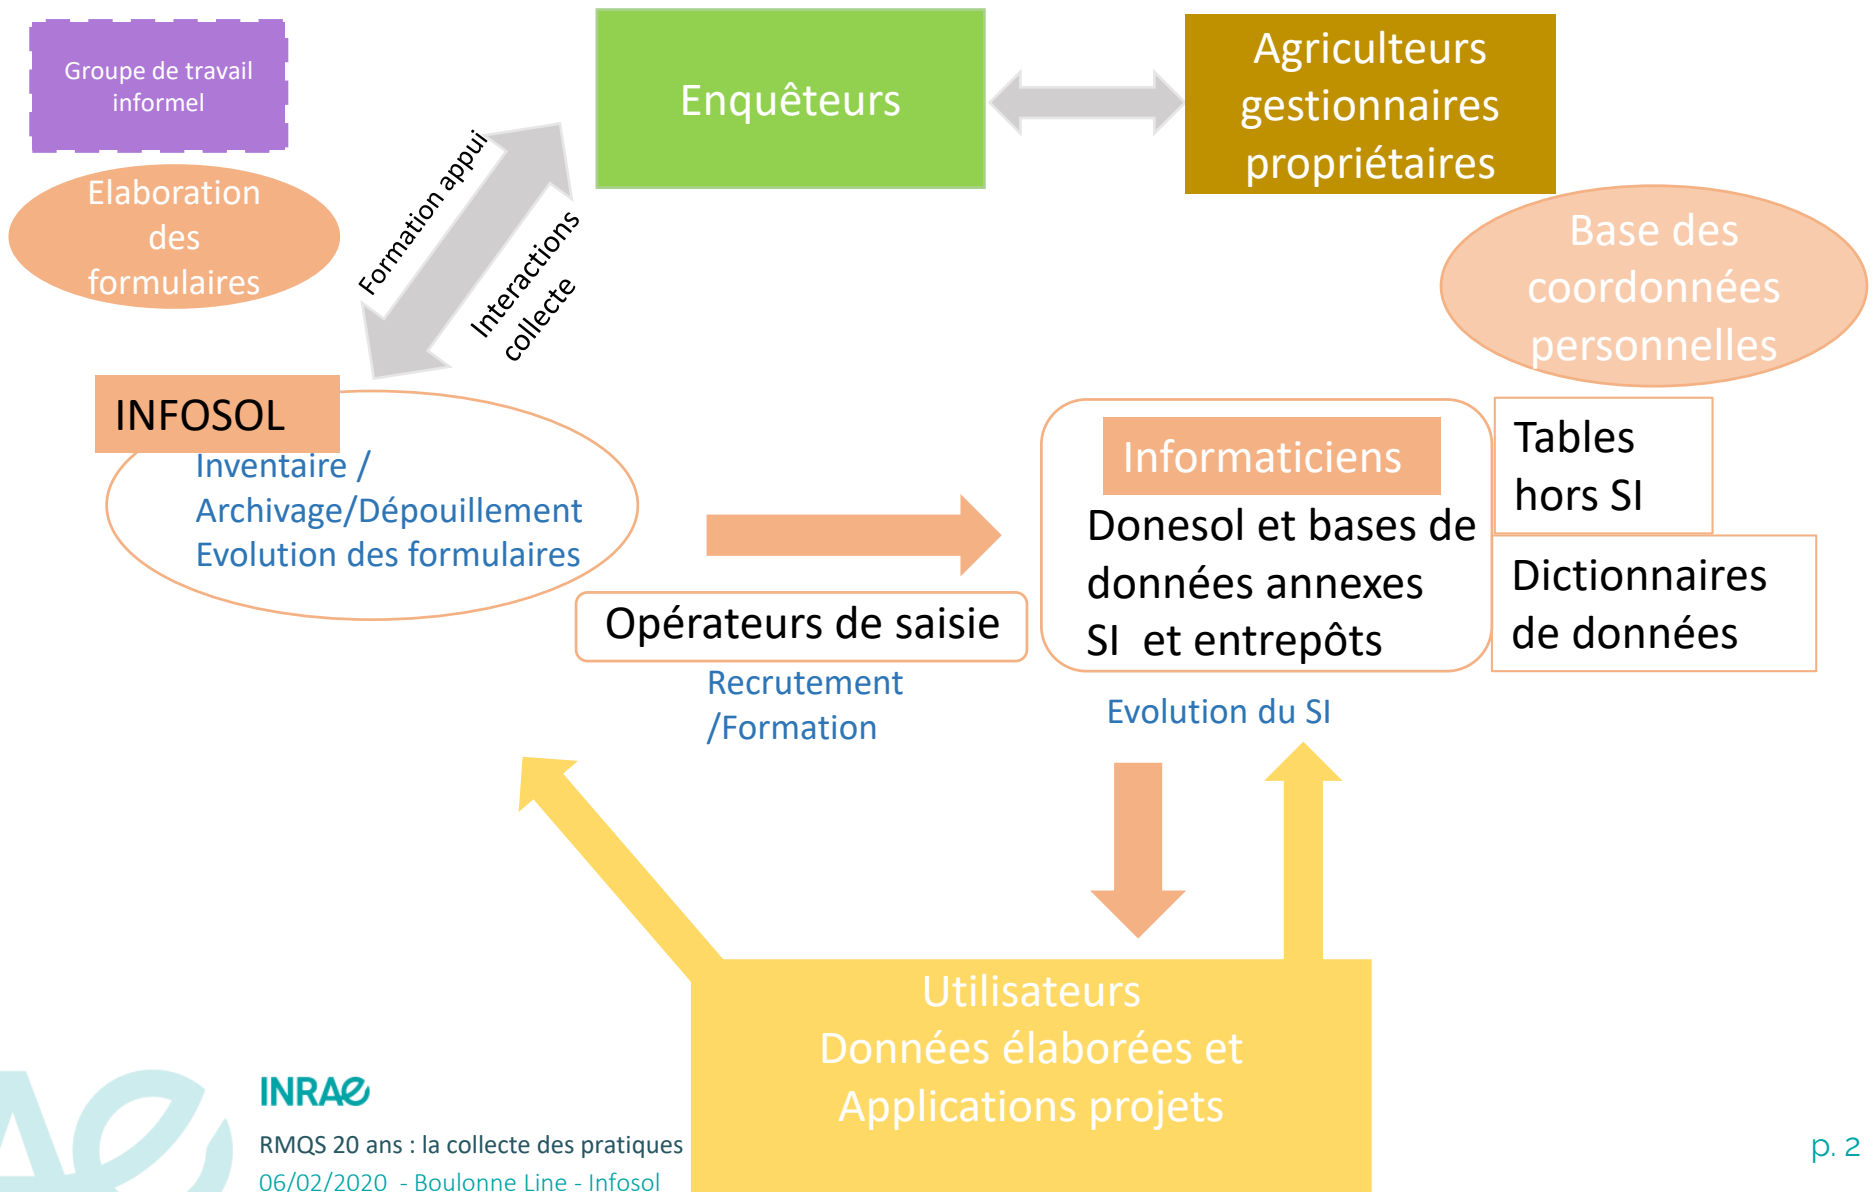 Groupe de travail
informel
Elaboration
des
formulaires
Enquêteurs
Agriculteurs
gestionnaires
propriétaires
Formation appui
Interactions
collecte
Base des
coordonnées
personnelles
INFOSOL
Inventaire /
Archivage/Dépouillement
Evolution des formulaires
Opérateurs de saisie
Recrutement
/Formation
Informaticiens
Donesol et bases de
données annexes
SI et entrepôts
Tables
hors SI
Dictionnaires
de données
Evolution du SI
Utilisateurs
Données élaborées et
Applications projets
INRAE
RMQS 20 ans : la collecte des pratiques
06/02/2020 - Boulonne Line - Infosol
p. 2